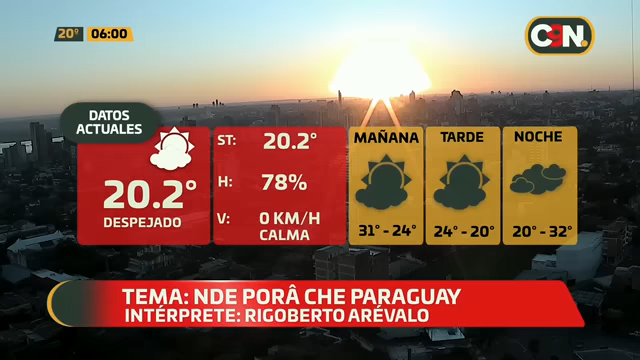 20°
06:00
C9N.
DATOS
ACTUALES
20.2°
DESPEJADO
ST: 20.2°
H: 78%
V: 0 KM/H
CALMA
MAÑANA
31° - 24°
TARDE
24° - 20°
NOCHE
20° - 32°
TEMA: NDE PORÂ CHE PARAGUAY
INTÉRPRETE: RIGOBERTO ARÉVALO